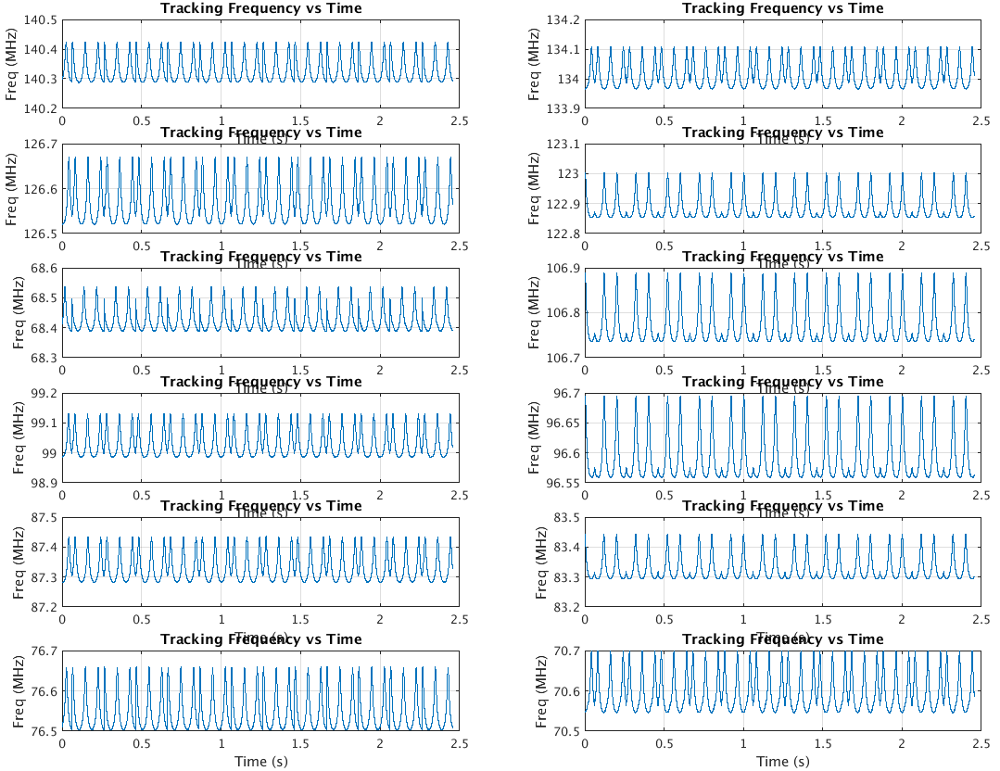 Tracking Frequency vs Time
Freq (MHz)
140.5
140.4
140.3
140.2
0 0.5 1 1.5 2 2.5
Time (s)
Tracking Frequency vs Time
Freq (MHz)
134.2
134.1
134
133.9
0 0.5 1 1.5 2 2.5
Time (s)
Tracking Frequency vs Time
Freq (MHz)
126.7
126.6
126.5
0 0.5 1 1.5 2 2.5
Time (s)
Tracking Frequency vs Time
Freq (MHz)
123.1
123
122.9
122.8
0 0.5 1 1.5 2 2.5
Time (s)
Tracking Frequency vs Time
Freq (MHz)
68.6
68.5
68.4
68.3
0 0.5 1 1.5 2 2.5
Time (s)
Tracking Frequency vs Time
Freq (MHz)
106.9
106.8
106.7
0 0.5 1 1.5 2 2.5
Time (s)
Tracking Frequency vs Time
Freq (MHz)
99.2
99.1
99
98.9
0 0.5 1 1.5 2 2.5
Time (s)
Tracking Frequency vs Time
Freq (MHz)
96.7
96.65
96.6
96.55
0 0.5 1 1.5 2 2.5
Time (s)
Tracking Frequency vs Time
Freq (MHz)
87.5
87.4
87.3
87.2
0 0.5 1 1.5 2 2.5
Time (s)
Tracking Frequency vs Time
Freq (MHz)
83.5
83.4
83.3
83.2
0 0.5 1 1.5 2 2.5
Time (s)
Tracking Frequency vs Time
Freq (MHz)
76.7
76.6
76.5
0 0.5 1 1.5 2 2.5
Time (s)
Tracking Frequency vs Time
Freq (MHz)
70.7
70.6
70.5
0 0.5 1 1.5 2 2.5
Time (s)